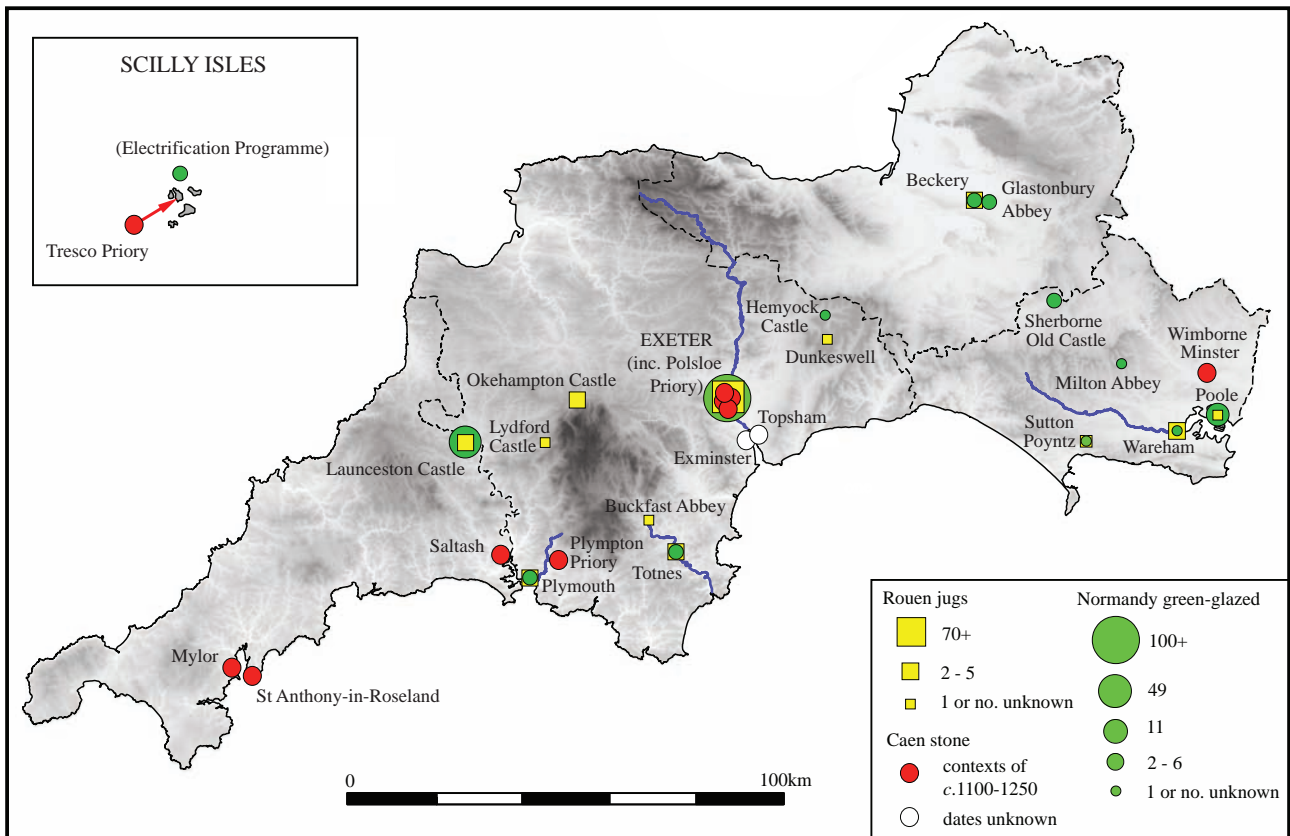 SCILLY ISLES
(Electrification Programme)
Tresco Priory
Beckery
Glastonbury
Abbey
Hemyock
Castle
Dunkeswell
Sherborne
Old Castle
Wimborne
Minster
Milton Abbey
Poole
EXETER
(inc. Polsloe
Priory)
Okehampton Castle
Topsham
Exminster
Sutton
Poyntz
Wareham
Lydford
Castle
Launceston Castle
Buckfast Abbey
Saltash
Plympton
Priory
Totnes
Plymouth
Mylor
St Anthony-in-Roseland
0
100km
Rouen jugs
70+
2 - 5
1 or no. unknown
Caen stone
contexts of
c.1100-1250
dates unknown
Normandy green-glazed
100+
49
11
2 - 6
1 or no. unknown